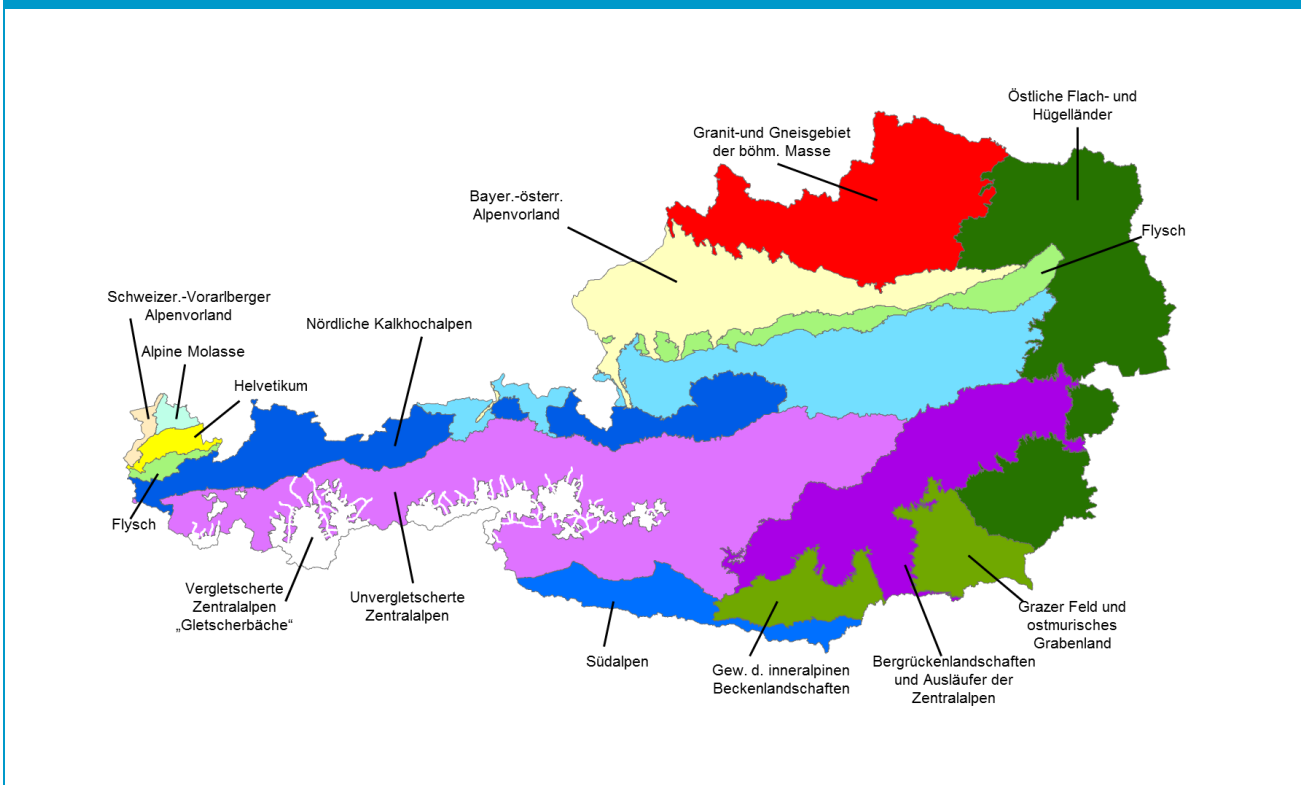 Östliche Flach- und
Hügelländer
Granit-und Gneisgebiet
der böhm. Masse
Bayer.-österr.
Alpenvorland
Flysch
Schweizer.-Vorarlberger
Alpenvorland
Nördliche Kalkhochalpen
Alpine Molasse
Helvetikum
Flysch
Vergletscherte
Zentralalpen
„Gletscherbäche“
Unvergletscherte
Zentralalpen
Südalpen
Gew. d. inneralpinen
Beckenlandschaften
Bergrückenlandschaften
und Ausläufer der
Zentralalpen
Grazer Feld und
ostmurisches
Grabenland